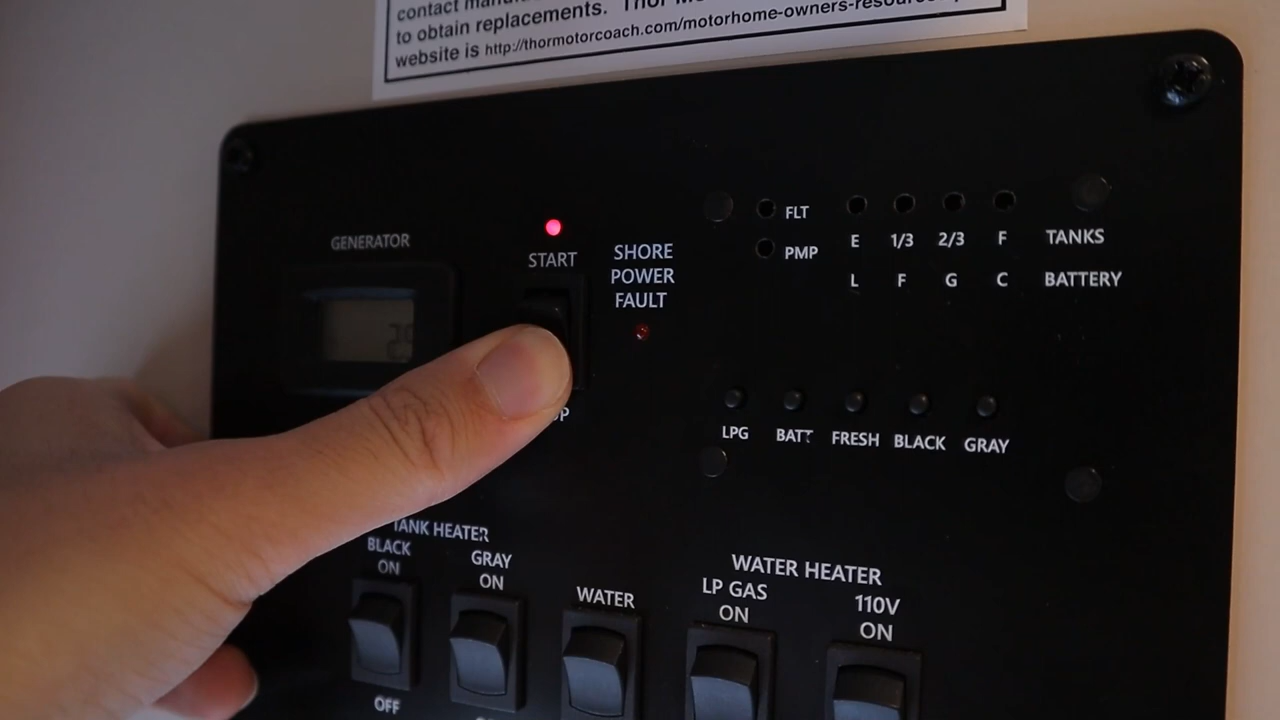 contact
to obtain replacements. Thor
website is http://thormotorcoach.com/motorhome-owners-resource
GENERATOR
START
SHORE
POWER
FAULT
FLT
PMP
E 1/3 2/3 F TANKS
L F G C BATTERY
LPG BATT FRESH BLACK GRAY
TANK HEATER
BLACK
ON
GRAY
ON
OFF
WATER
WATER HEATER
LP GAS
ON
110V
ON